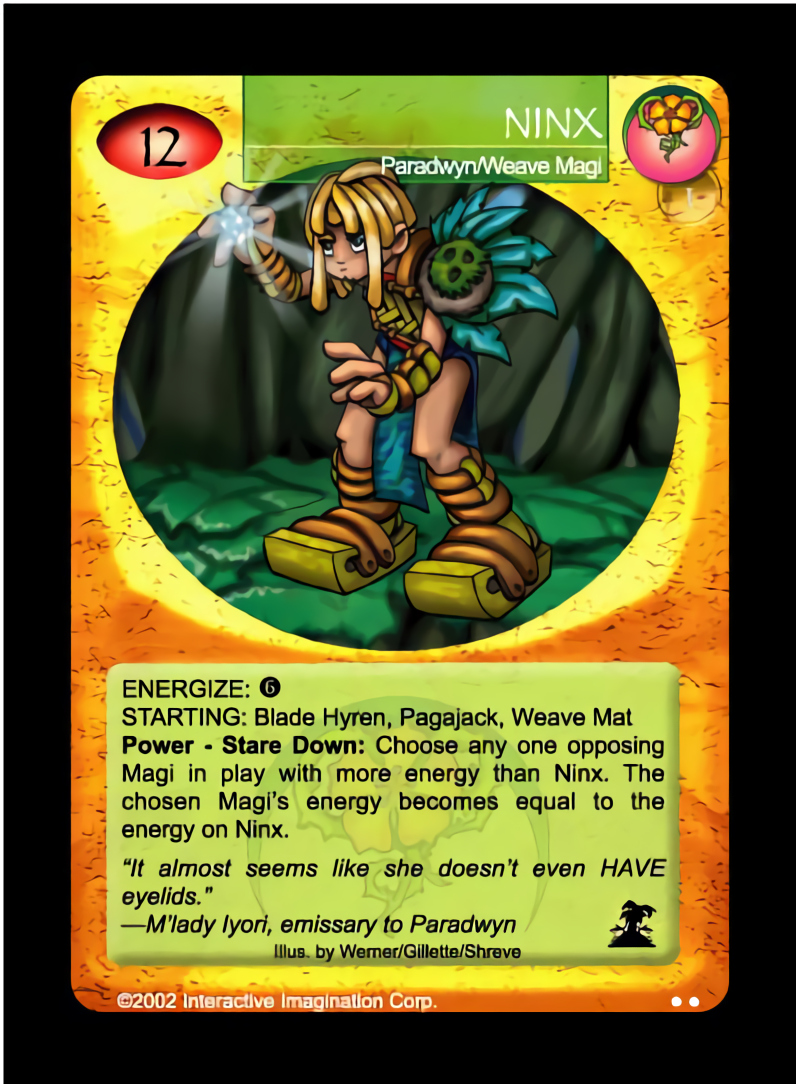 12
NINX
Paradwyn/Weave Magi
1
ENERGIZE: 6
STARTING: Blade Hyren, Pagajack, Weave Mat
Power - Stare Down: Choose any one opposing
Magi in play with more energy than Ninx. The
chosen Magi's energy becomes equal to the
energy on Ninx.
"It almost seems like she doesn't even HAVE
eyelids."
—M'lady Iyori, emissary to Paradwyn
Illus. by Werner/Gillette/Shreve
©2002 Interactive Imagination Corp.